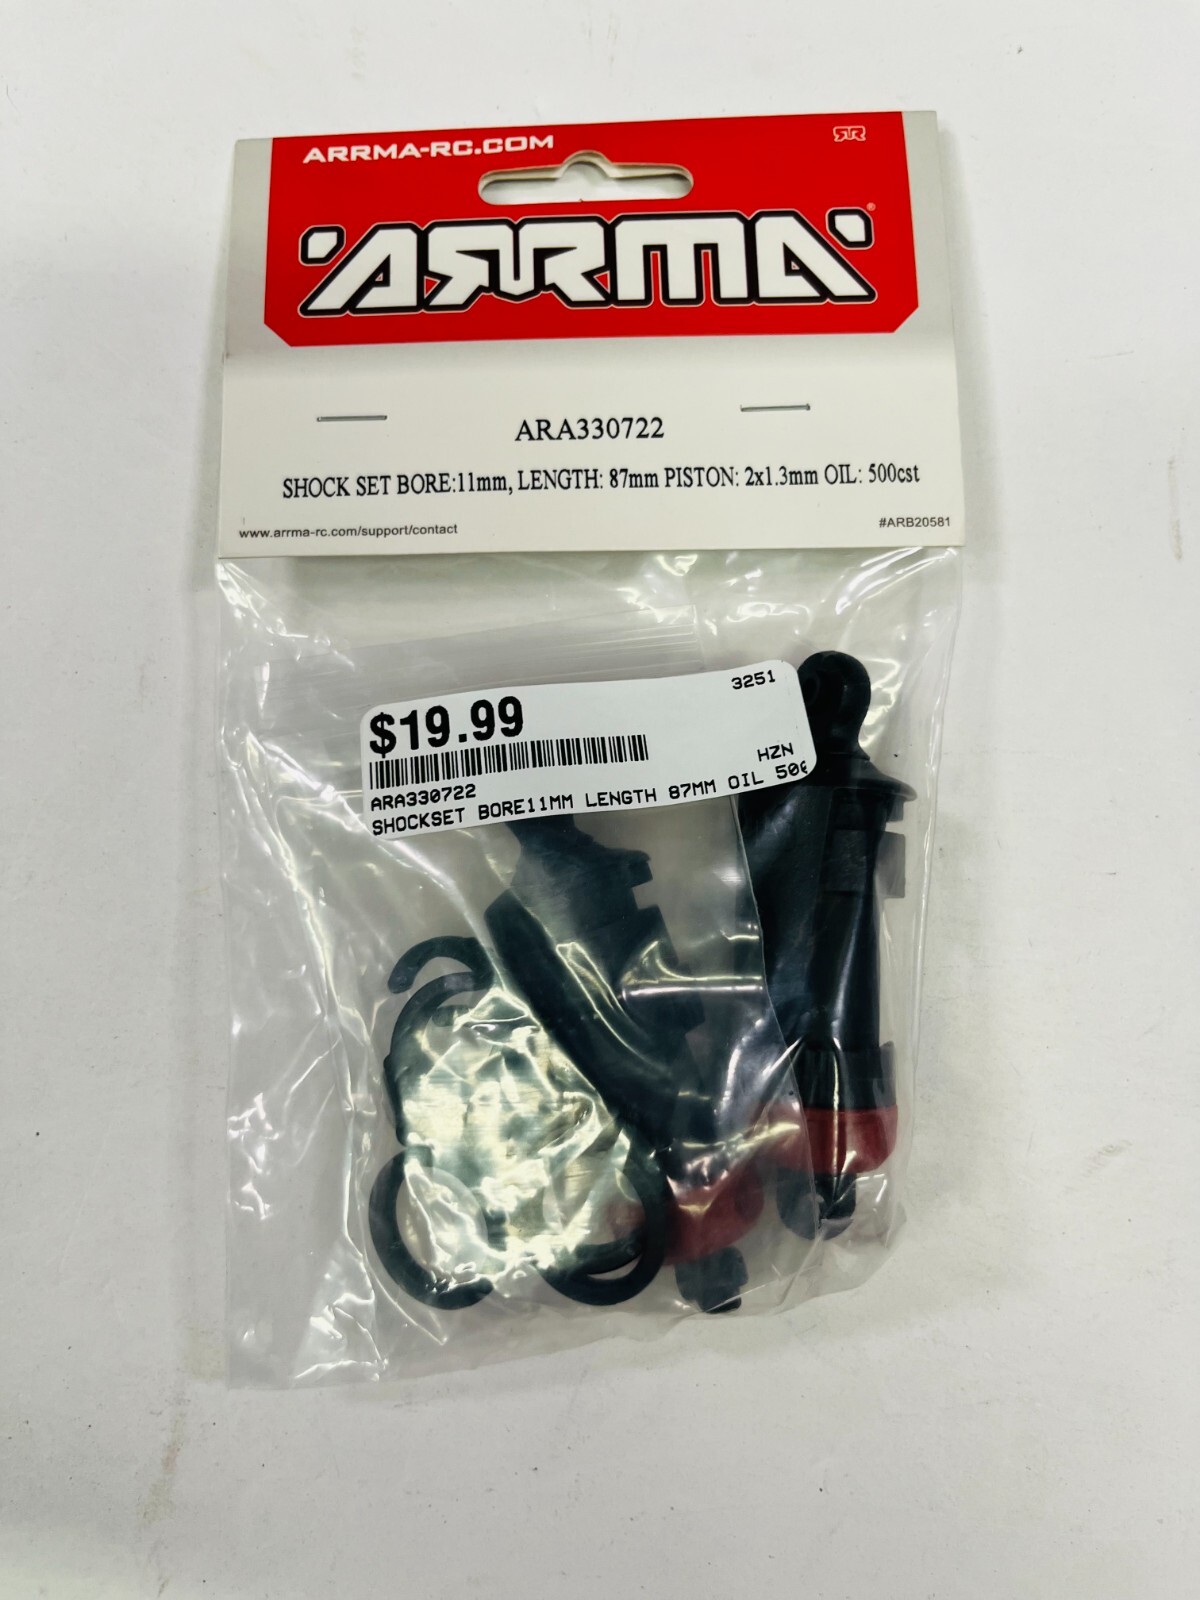 ARRMA-RC.COM
ARRMA®
ARA330722
SHOCK SET BORE:11mm, LENGTH: 87mm PISTON: 2x1.3mm OIL: 500cst
www.arrma-rc.com/support/contact
#ARB20581
3251
$19.99
HZN
ARA330722
SHOCKSET BORE11MM LENGTH 87MM OIL 500